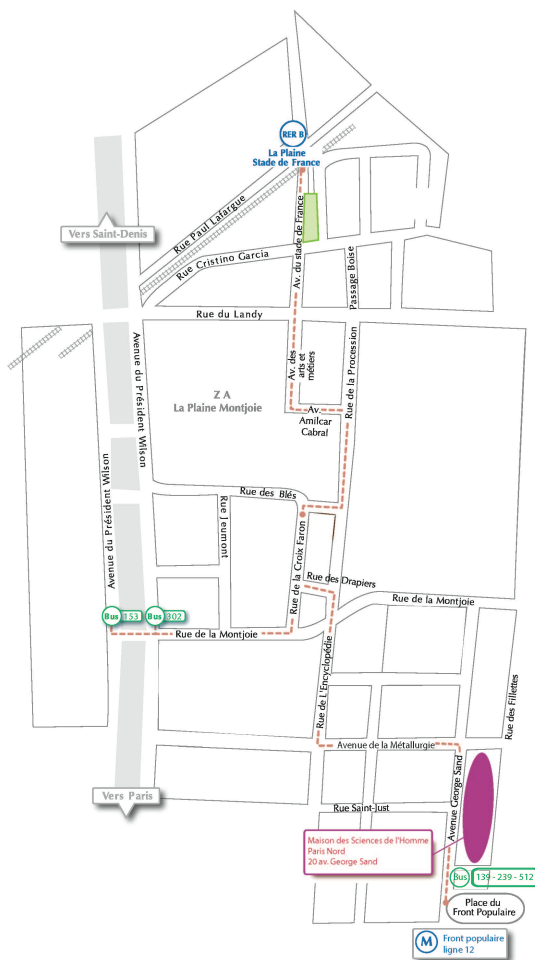 RER B
La Plaine
Stade de France
Rue Paul Lafargue
Vers Saint-Denis
Rue Cristino Garcia
Av. du stade de France
Passage Boise
Rue du Landy
Avenue du Président Wilson
Av. des
arts et
métiers
Rue de la Procession
Z A
La Plaine Montjoie
Av.
Amilcar
Cabral
Avenue du Président Wilson
Rue des Blés
Rue Jeumont
Rue de la Croix Faron
Rue des Drapiers
Rue de la Montjoie
Bus 153
Bus 302
Rue de la Montjoie
Rue de L'Encyclopédie
Rue des Fillettes
Avenue de la Métallurgie
Avenue George Sand
Vers Paris
Rue Saint-Just
Maison des Sciences de l'Homme
Paris Nord
20 av. George Sand
Bus 139 - 239 - 512
Place du
Front Populaire
M Front populaire
ligne 12